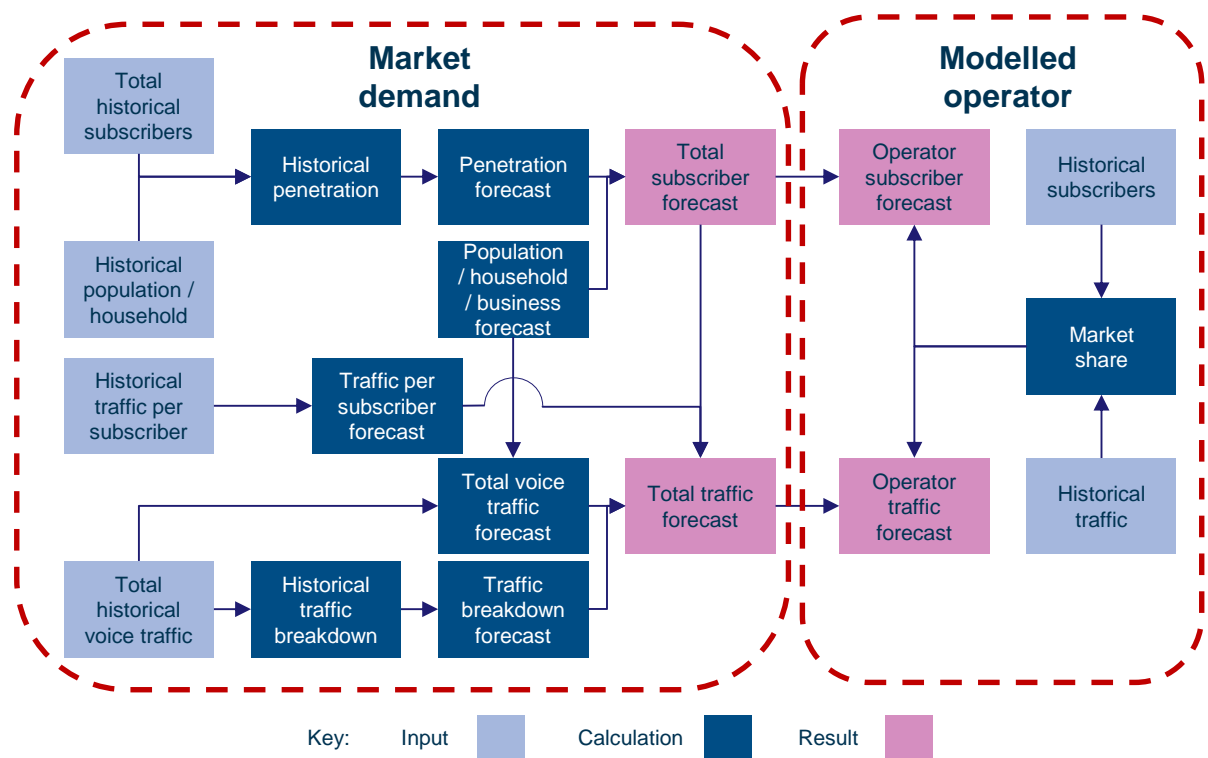 Market
demand
Total
historical
subscribers
Historical
penetration
Penetration
forecast
Total
subscriber
forecast
Historical
population /
household
Population
/ household
/ business
forecast
Historical
traffic per
subscriber
Traffic per
subscriber
forecast
Total voice
traffic
forecast
Total traffic
forecast
Total
historical
voice traffic
Historical
traffic
breakdown
Traffic
breakdown
forecast
Modelled
operator
Operator
subscriber
forecast
Historical
subscribers
Market
share
Operator
traffic
forecast
Historical
traffic
Key: Input Calculation Result